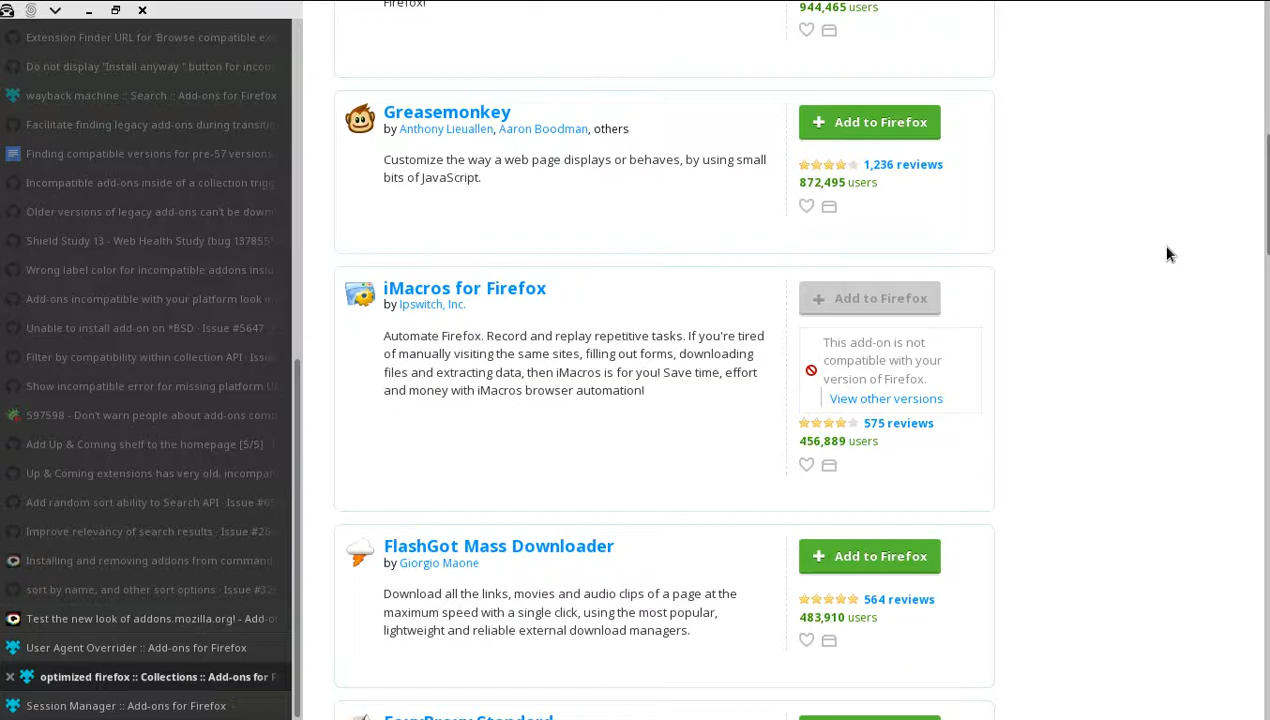 Extension Finder URL for 'Browse compatible ex
Do not display "Install anyway " button for incom
wayback machine :: Search :: Add-ons for Firefox
Facilitate finding legacy add-ons during transiti
Finding compatible versions for pre-57 versions
Incompatible add-ons inside of a collection trigg
Older versions of legacy add-ons can't be down
Shield Study 13 - Web Health Study (bug 137855
Wrong label color for incompatible addons insi
Add-ons incompatible with your platform look
Unable to install add-on on *BSD · Issue #5647
Filter by compatibility within collection API · Iss
Show incompatible error for missing platform U
597598 - Don't warn people about add-ons com
Add Up & Coming shelf to the homepage [5/5]
Up & Coming extensions has very old, incompa
Add random sort ability to Search API · Issue #6
Improve relevancy of search results · Issue #26
Installing and removing addons from command
sort by name, and other sort options · Issue #32
Test the new look of addons.mozilla.org! - Add-o
User Agent Overrider :: Add-ons for Firefox
optimized firefox :: Collections :: Add-ons for F
Session Manager :: Add-ons for Firefox
Firefox!
944,465 users
Greasemonkey
by Anthony Lieuallen, Aaron Boodman, others
Customize the way a web page displays or behaves, by using small
bits of JavaScript.
Add to Firefox
1,236 reviews
872,495 users
iMacros for Firefox
by Ipswitch, Inc.
Automate Firefox. Record and replay repetitive tasks. If you're tired
of manually visiting the same sites, filling out forms, downloading
files and extracting data, then iMacros is for you! Save time, effort
and money with iMacros browser automation!
Add to Firefox
This add-on is not
compatible with your
version of Firefox.
View other versions
575 reviews
456,889 users
FlashGot Mass Downloader
by Giorgio Maone
Download all the links, movies and audio clips of a page at the
maximum speed with a single click, using the most popular,
lightweight and reliable external download managers.
Add to Firefox
564 reviews
483,910 users
FoxyProxy Standard